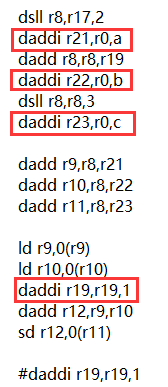 dsll r8,r17,2
daddi r21,r0,a
dadd r8,r8,r19
daddi r22,r0,b
dsll r8,r8,3
daddi r23,r0,c
dadd r9,r8,r21
dadd r10,r8,r22
dadd r11,r8,r23
ld r9,0(r9)
ld r10,0(r10)
daddi r19,r19,1
dadd r12,r9,r10
sd r12,0(r11)
#daddi r19,r19,1